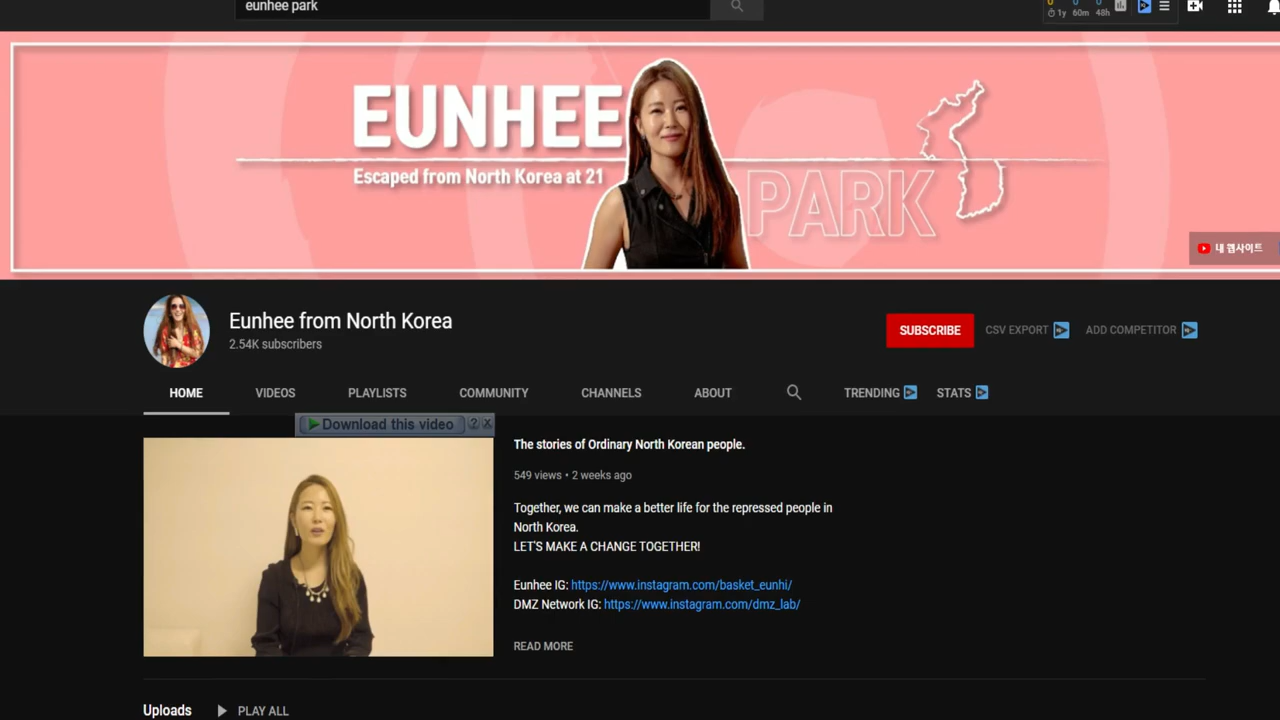 eunhee park
0 0 0
1y 60m 48h
EUNHEE
Escaped from North Korea at 21
PARK
내 웹사이트
Eunhee from North Korea
2.54K subscribers
SUBSCRIBE
CSV EXPORT
ADD COMPETITOR
HOME
VIDEOS
PLAYLISTS
COMMUNITY
CHANNELS
ABOUT
TRENDING
STATS
Download this video ? X
The stories of Ordinary North Korean people.
549 views • 2 weeks ago
Together, we can make a better life for the repressed people in
North Korea.
LET'S MAKE A CHANGE TOGETHER!
Eunhee IG: https://www.instagram.com/basket_eunhi/
DMZ Network IG: https://www.instagram.com/dmz_lab/
READ MORE
Uploads
PLAY ALL